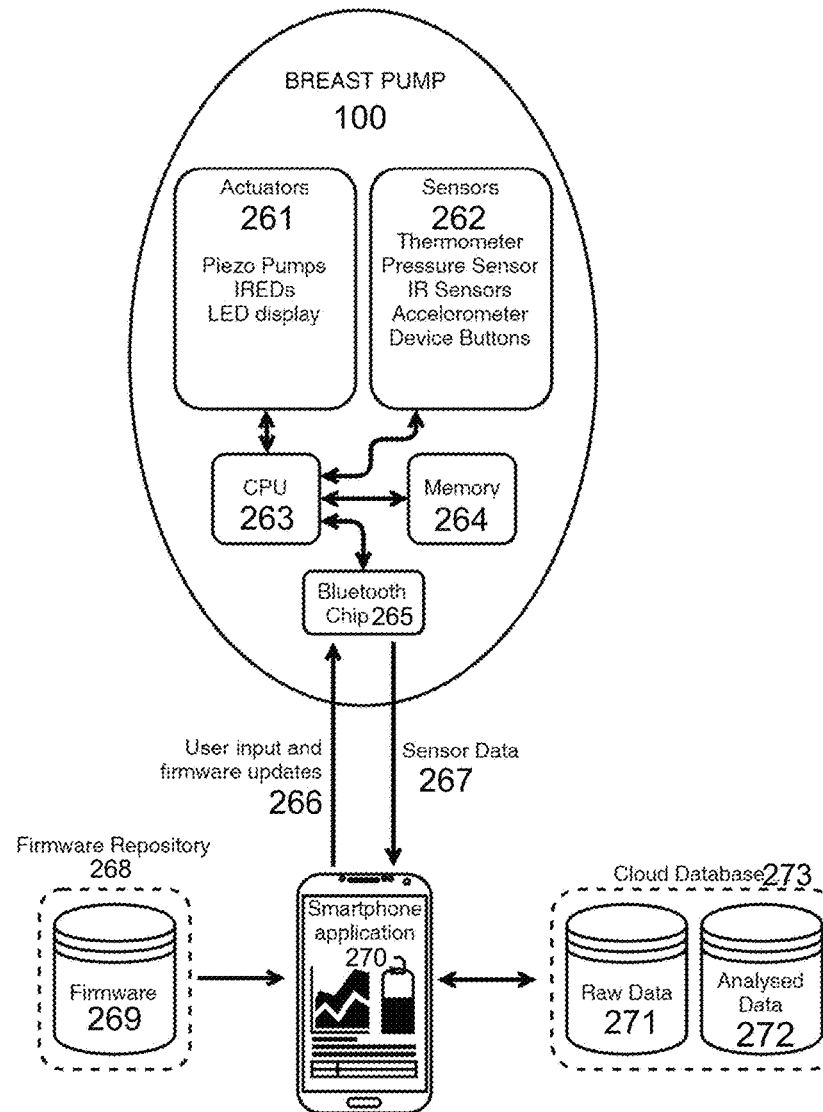 BREAST PUMP
100
Actuators
261
Piezo Pumps
IREDs
LED display
Sensors
262
Thermometer
Pressure Sensor
IR Sensors
Accelorometer
Device Buttons
CPU
263
Memory
264
Bluetooth
Chip 265
User input and
firmware updates
266
Sensor Data
267
Firmware Repository
268
Firmware
269
Smartphone
application
270
Cloud Database 273
Raw Data
271
Analysed
Data
272